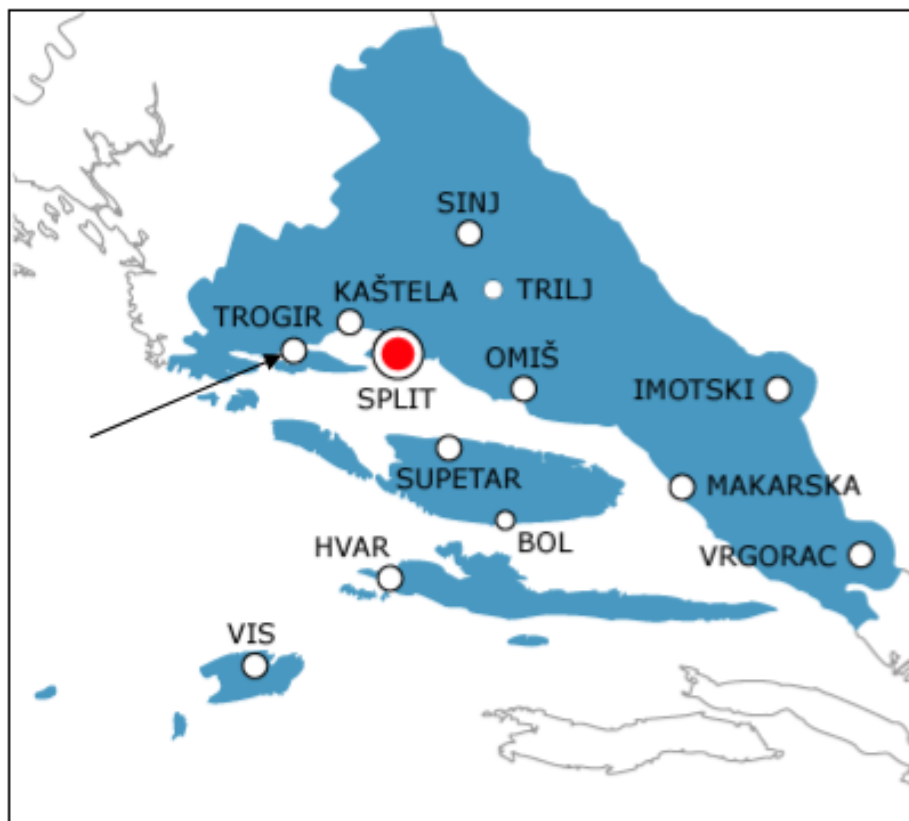 SINJ
TRILJ
KAŠTELA
TROGIR
OMIŠ
SPLIT
IMOTSKI
SUPETAR
MAKARSKA
BOL
HVAR
VRGORAC
VIS